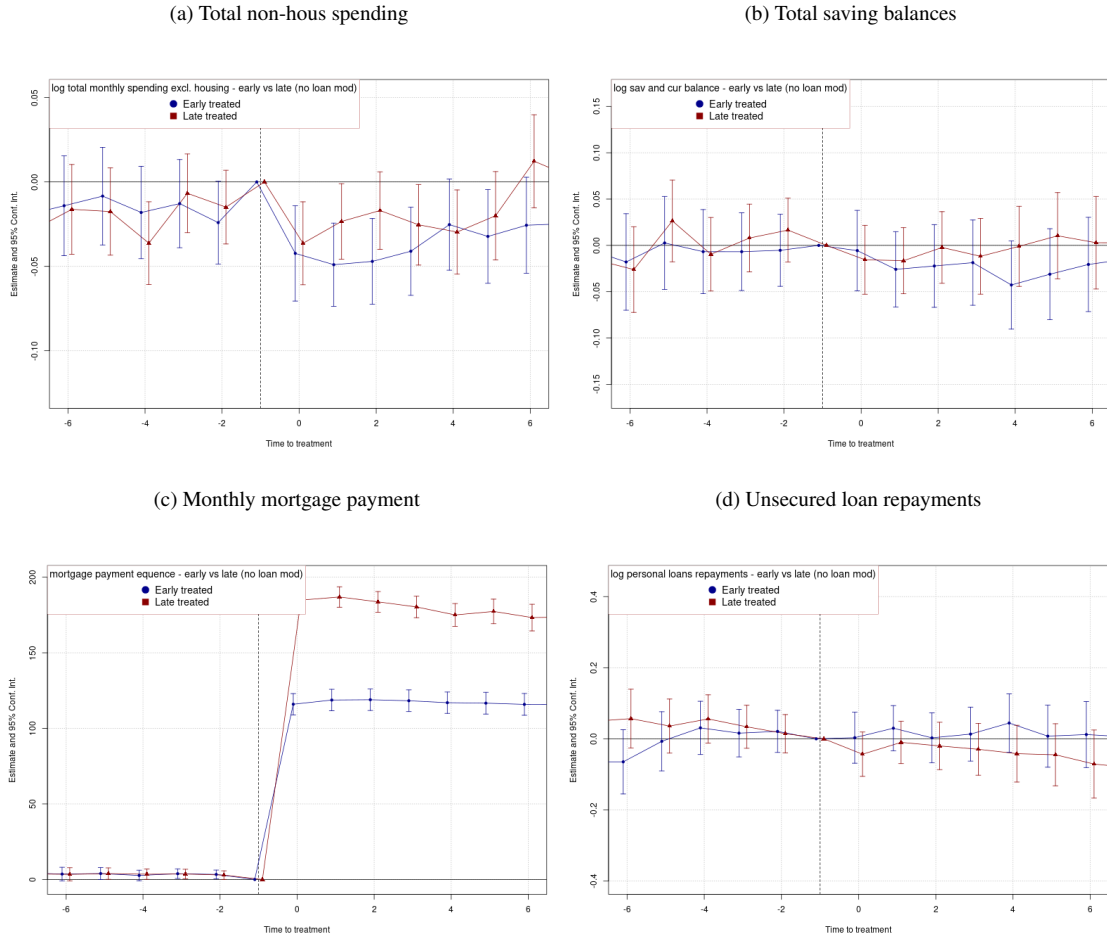 (a) Total non-hous spending
log total monthly spending excl. housing - early vs late (no loan mod)
Early treated
Late treated
0.05
0.00
-0.05
-0.10
Estimate and 95% Conf. Int.
-6 -4 -2 0 2 4 6
Time to treatment
(b) Total saving balances
log sav and cur balance - early vs late (no loan mod)
Early treated
Late treated
0.15
0.10
0.05
0.00
-0.05
-0.10
-0.15
Estimate and 95% Conf. Int.
-6 -4 -2 0 2 4 6
Time to treatment
(c) Monthly mortgage payment
mortgage payment equence - early vs late (no loan mod)
Early treated
Late treated
200
150
100
50
0
Estimate and 95% Conf. Int.
-6 -4 -2 0 2 4 6
Time to treatment
(d) Unsecured loan repayments
log personal loans repayments - early vs late (no loan mod)
Early treated
Late treated
0.4
0.2
0.0
-0.2
-0.4
Estimate and 95% Conf. Int.
-6 -4 -2 0 2 4 6
Time to treatment